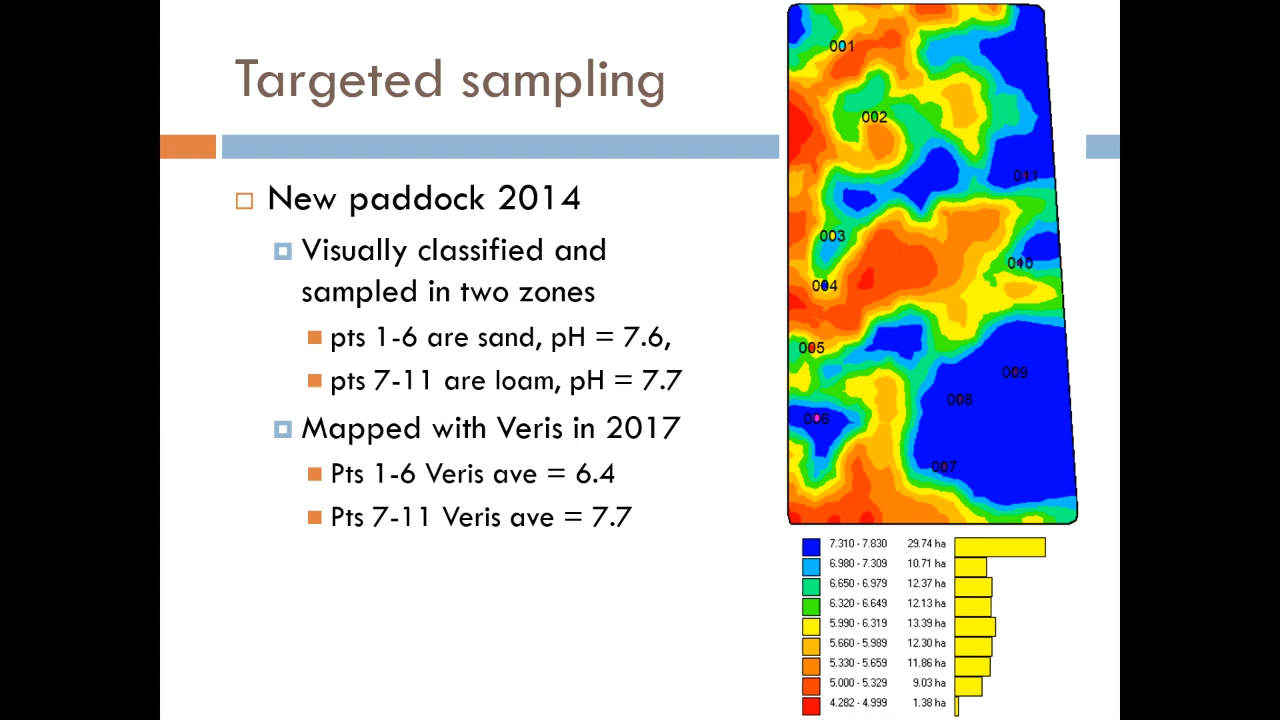 Targeted sampling
New paddock 2014
Visually classified and
sampled in two zones
pts 1-6 are sand, pH = 7.6,
pts 7-11 are loam, pH = 7.7
Mapped with Veris in 2017
Pts 1-6 Veris ave = 6.4
Pts 7-11 Veris ave = 7.7
001
002
011
003
010
004
005
009
008
006
007
7.310 - 7.830 29.74 ha
6.980 - 7.309 10.71 ha
6.650 - 6.979 12.37 ha
6.320 - 6.649 12.13 ha
5.990 - 6.319 13.39 ha
5.660 - 5.989 12.30 ha
5.330 - 5.659 11.86 ha
5.000 - 5.329 9.03 ha
4.282 - 4.999 1.38 ha